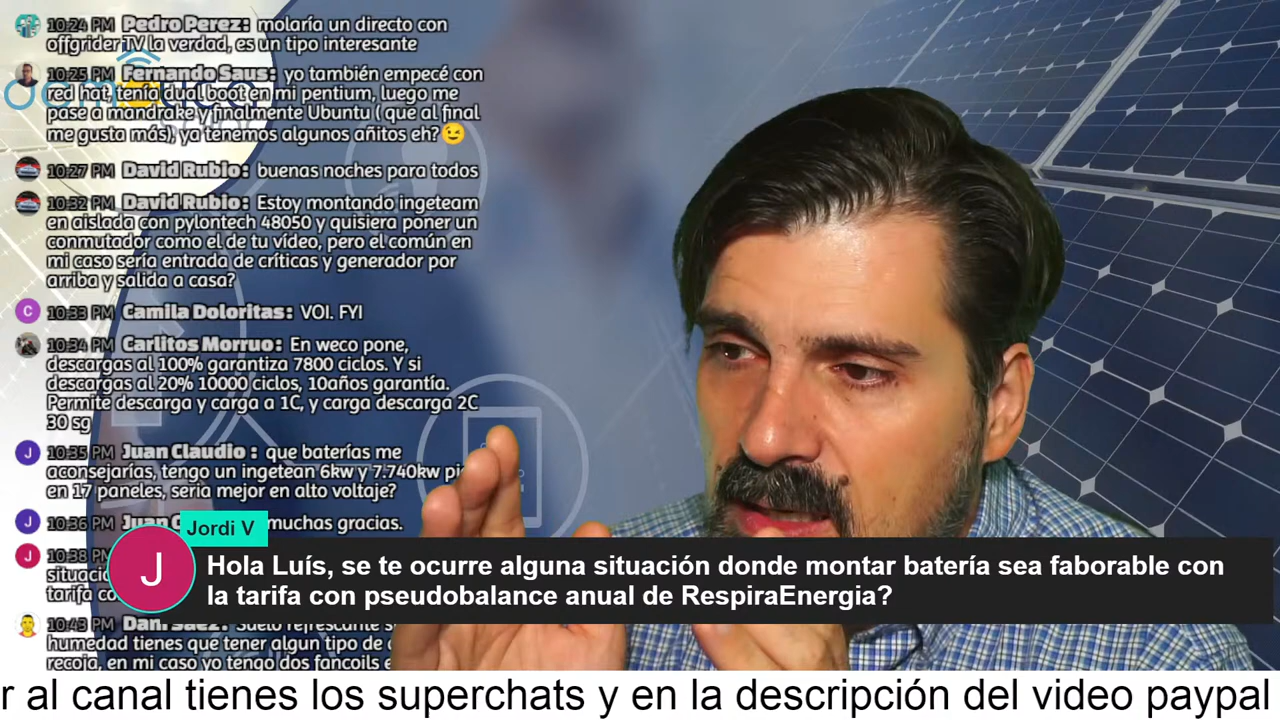 10:24 PM Pedro Perez: molaría un directo con
offgriderTV la verdad, es un tipo interesante
10:25 PM Fernando Saus: yo también empecé con
red hat, tenía dual boot en mi pentium, luego me
pase a mandrake y finalmente Ubuntu ( que al final
me gusta más), ya tenemos algunos añitos eh? 😉
10:27 PM David Rubio: buenas noches para todos
10:32 PM David Rubio: Estoy montando ingeteam
en aislada con pylontech 48050 y quisiera poner un
conmutador como el de tu vídeo, pero el común en
mi caso sería entrada de críticas y generador por
arriba y salida a casa?
C
10:33 PM Camila Doloritas: VOI. FYI
10:34 PM Carlitos Morruo: En weco pone,
descargas al 100% garantiza 7800 ciclos. Y si
descargas al 20% 10000 ciclos, 10años garantía.
Permite descarga y carga a 1C, y carga descarga 2C
30 sg
J
10:35 PM Juan Claudio : que baterías me
aconsejarías, tengo un ingetean 6kw y 7.740kw
en 17 paneles, seria mejor en alto voltaje?
J
10:36 PM muchas gracias.
J
10:38 PM
Jordi V
J
Hola Luís, se te ocurre alguna situación donde montar batería sea faborable con
la tarifa con pseudobalance anual de RespiraEnergia?
10:43 PM Suelo refrescante
humedad tienes que tener algun tipo de
recoja, en mi caso yo tengo dos fancoils
r al canal tienes los superchats y en la descripción del video paypal